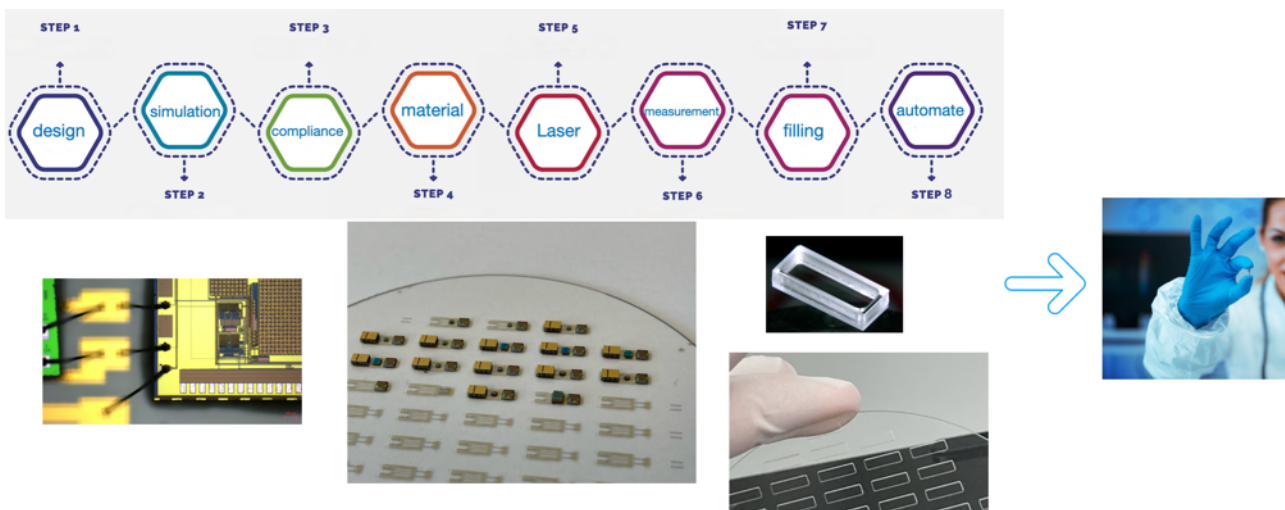 STEP 1
STEP 3
STEP 5
STEP 7
design
simulation
compliance
material
Laser
measurement
filling
automate
STEP 2
STEP 4
STEP 6
STEP 8